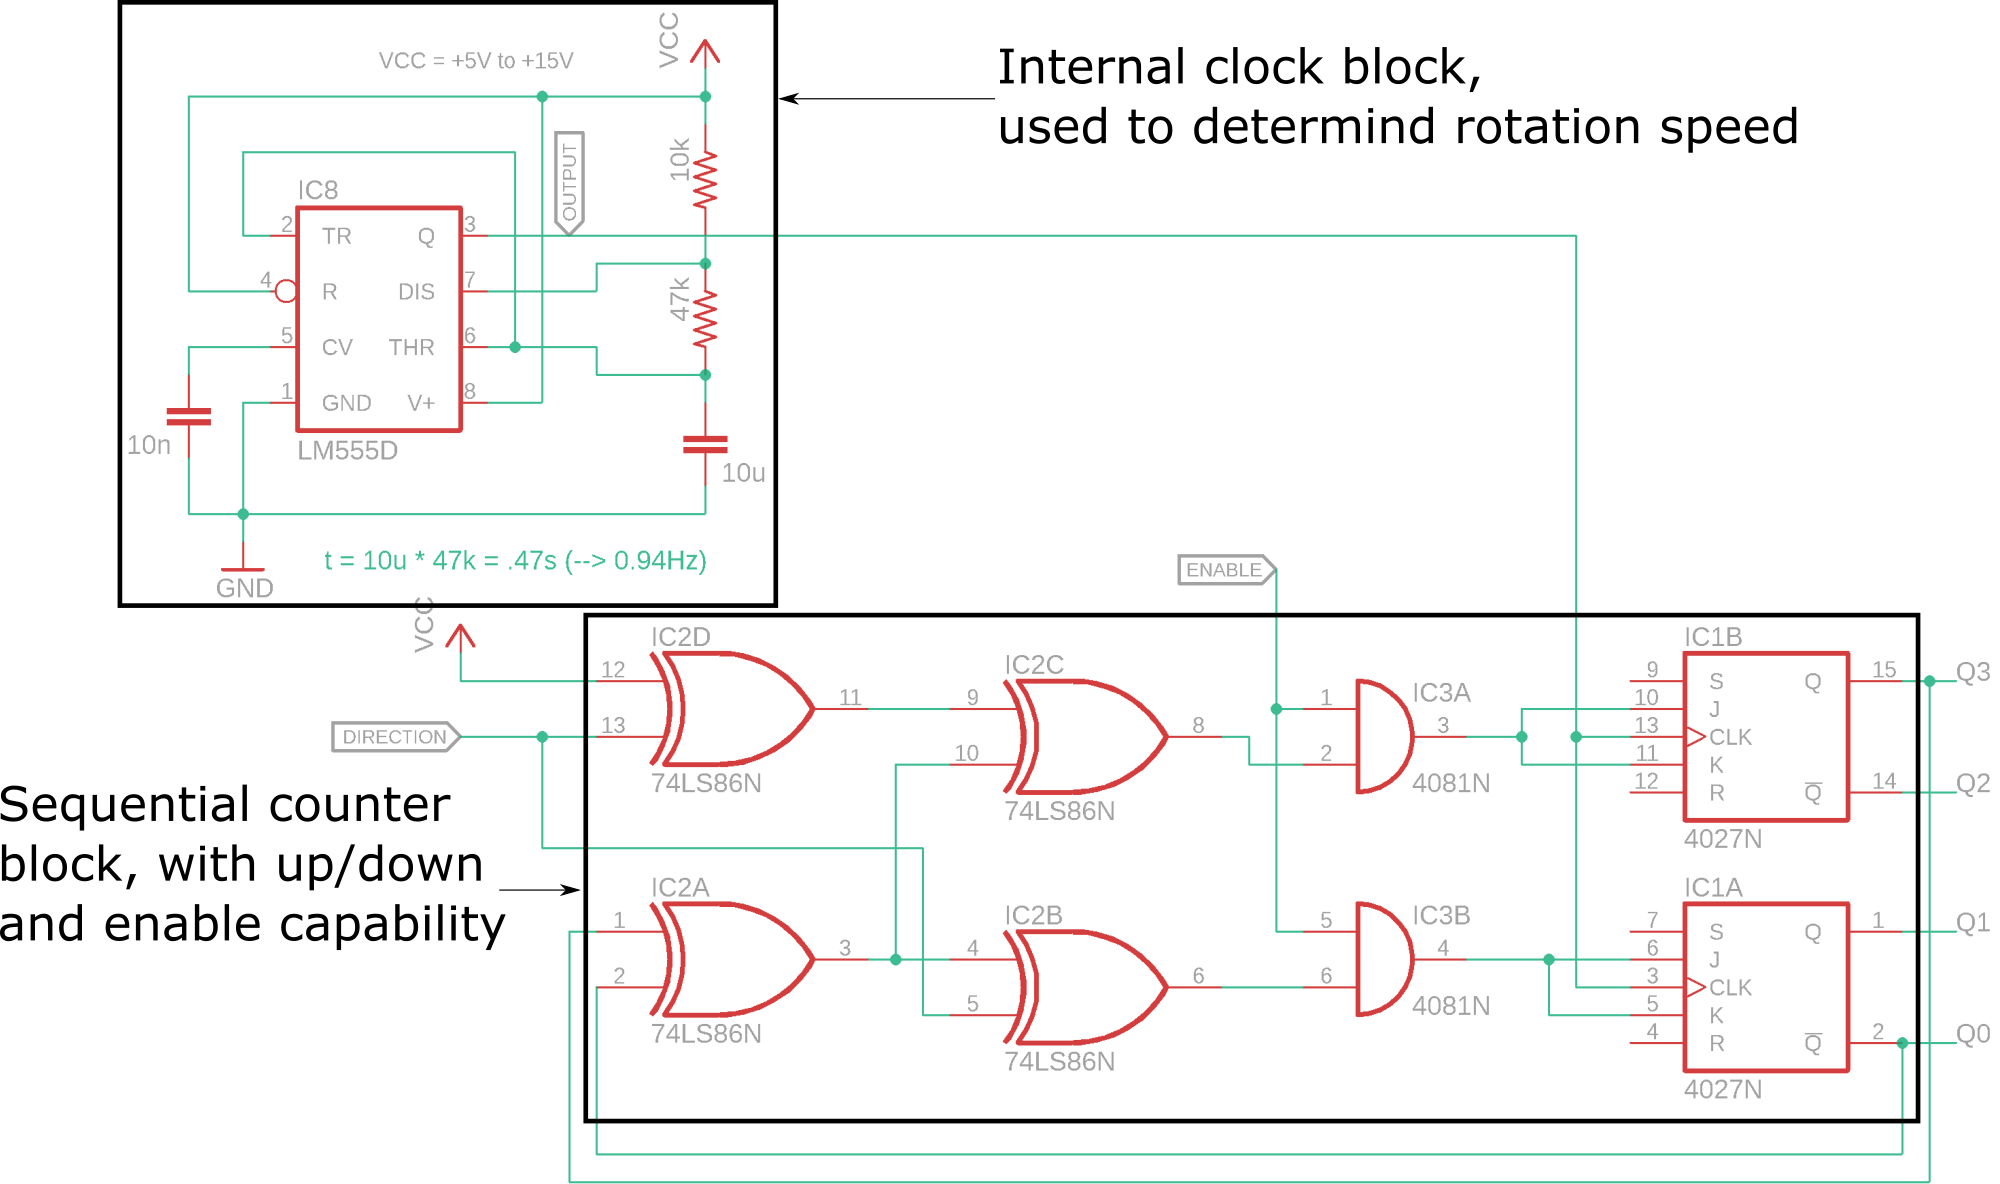 VCC = +5V to +15V
VCC
Internal clock block,
used to determind rotation speed
OUTPUT
10k
IC8
2 TR Q 3
4 R DIS 7
47k
5 CV THR 6
1 GND V+ 8
10n
LM555D
10u
t = 10u * 47k = .47s (--> 0.94Hz)
GND
ENABLE
VCC
IC2D
12
13
11
74LS86N
DIRECTION
IC2C
9
10
8
74LS86N
IC3A
1
2
3
4081N
IC1B
9 S Q 15
10 J
13 CLK
11 K
12 R Q 14
4027N
Q3
Q2
Sequential counter
block, with up/down
and enable capability
IC2A
1
2
3
74LS86N
IC2B
4
5
6
74LS86N
IC3B
5
6
4
4081N
IC1A
7 S Q 1
6 J
3 CLK
5 K
4 R Q 2
4027N
Q1
Q0